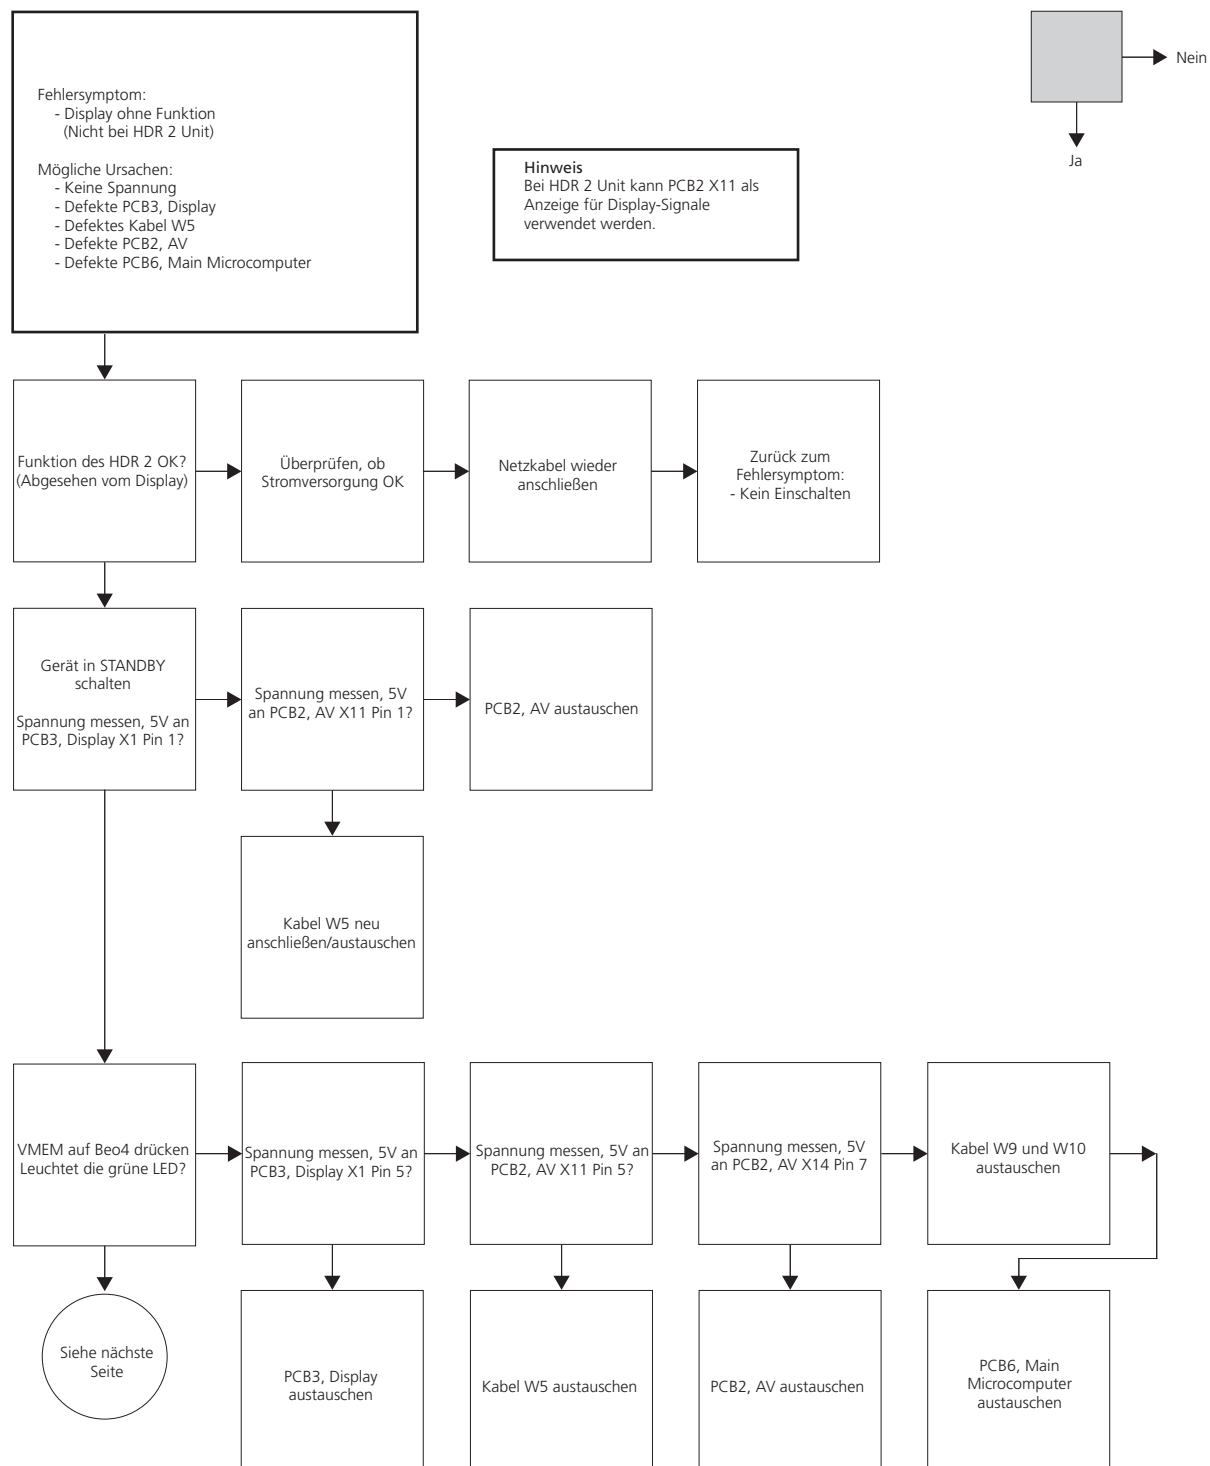 Fehlersymptom:
- Display ohne Funktion
(Nicht bei HDR 2 Unit)
Mögliche Ursachen:
- Keine Spannung
- Defekte PCB3, Display
- Defektes Kabel W5
- Defekte PCB2, AV
- Defekte PCB6, Main Microcomputer
Hinweis
Bei HDR 2 Unit kann PCB2 X11 als
Anzeige für Display-Signale
verwendet werden.
Nein
Ja
Funktion des HDR 2 OK?
(Abgesehen vom Display)
Überprüfen, ob
Stromversorgung OK
Netzkabel wieder
anschließen
Zurück zum
Fehlersymptom:
- Kein Einschalten
Gerät in STANDBY
schalten
Spannung messen, 5V an
PCB3, Display X1 Pin 1?
Spannung messen, 5V
an PCB2, AV X11 Pin 1?
PCB2, AV austauschen
Kabel W5 neu
anschließen/austauschen
VMEM auf Beo4 drücken
Leuchtet die grüne LED?
Spannung messen, 5V an
PCB3, Display X1 Pin 5?
Spannung messen, 5V an
PCB2, AV X11 Pin 5?
Spannung messen, 5V
an PCB2, AV X14 Pin 7
Kabel W9 und W10
austauschen
Siehe nächste
Seite
PCB3, Display
austauschen
Kabel W5 austauschen
PCB2, AV austauschen
PCB6, Main
Microcomputer
austauschen